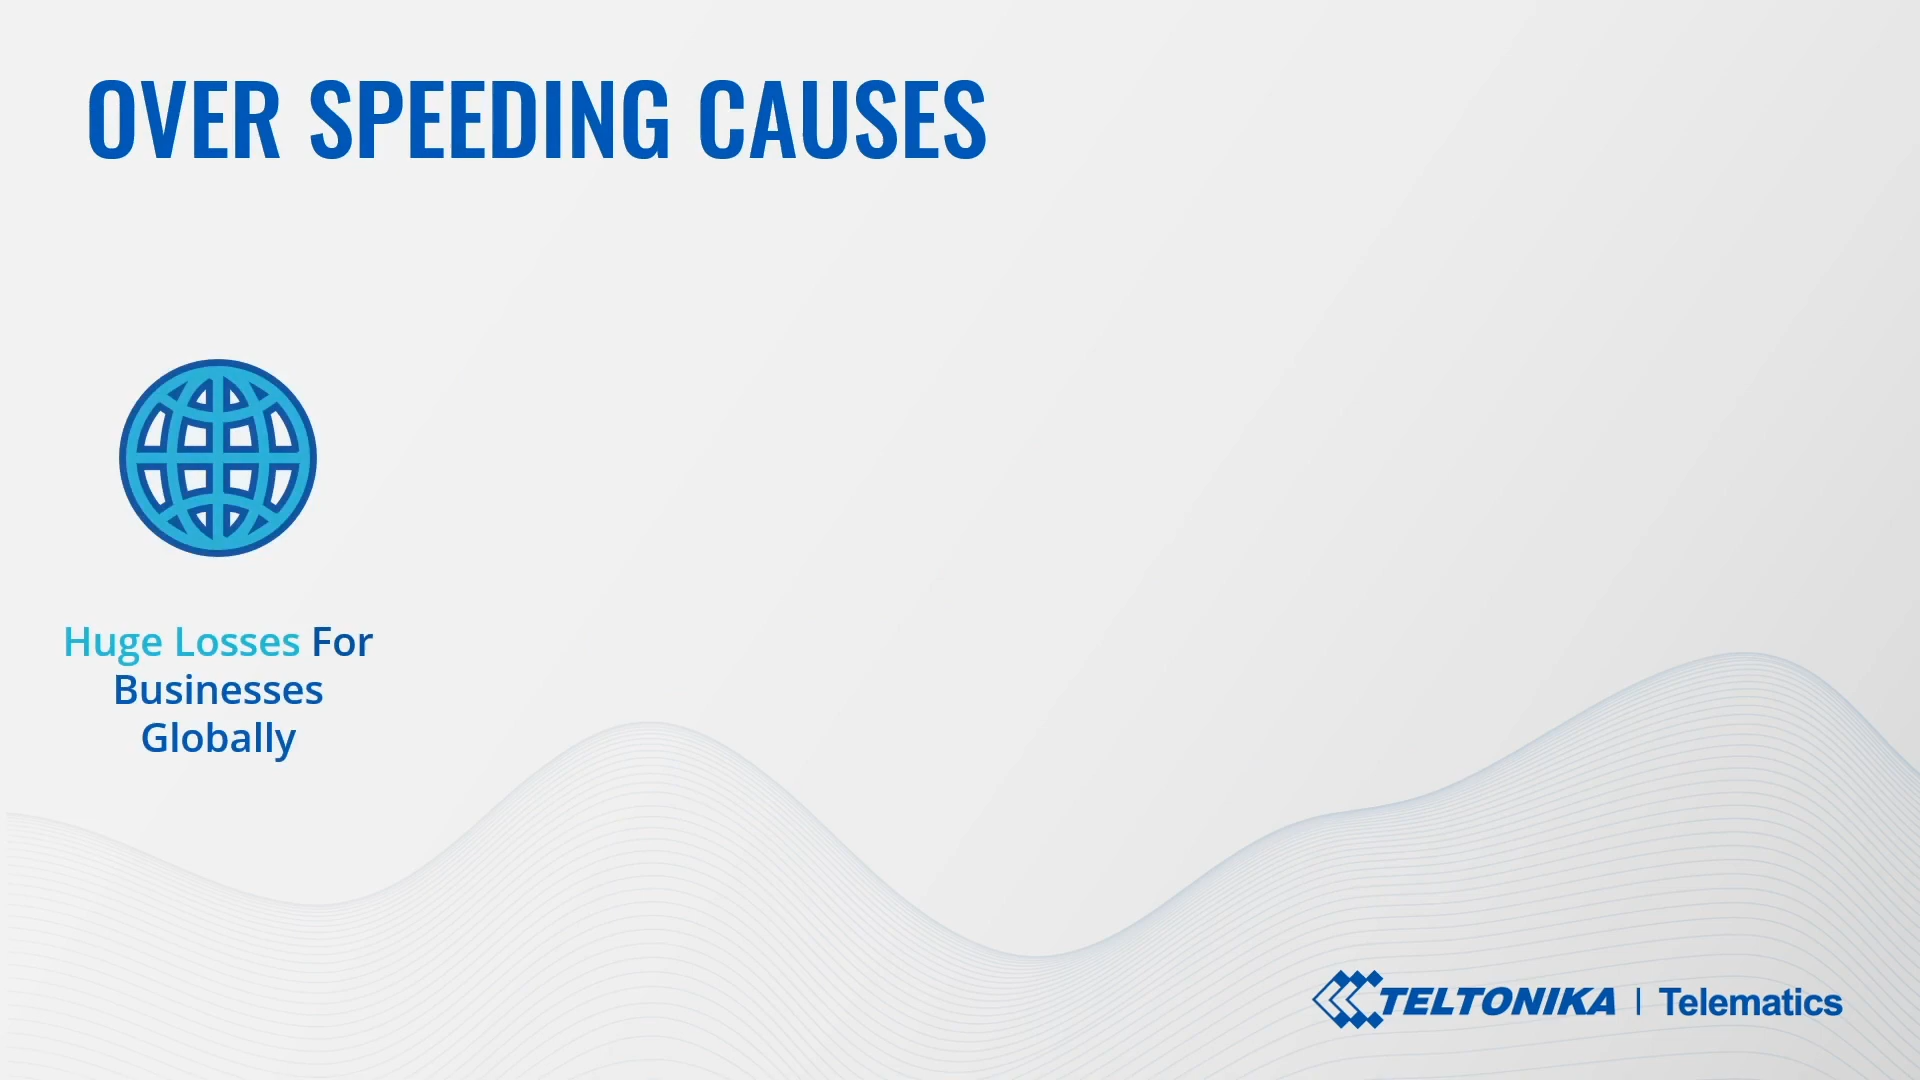 OVER SPEEDING CAUSES
Huge Losses For
Businesses
Globally
TELTONIKA | Telematics